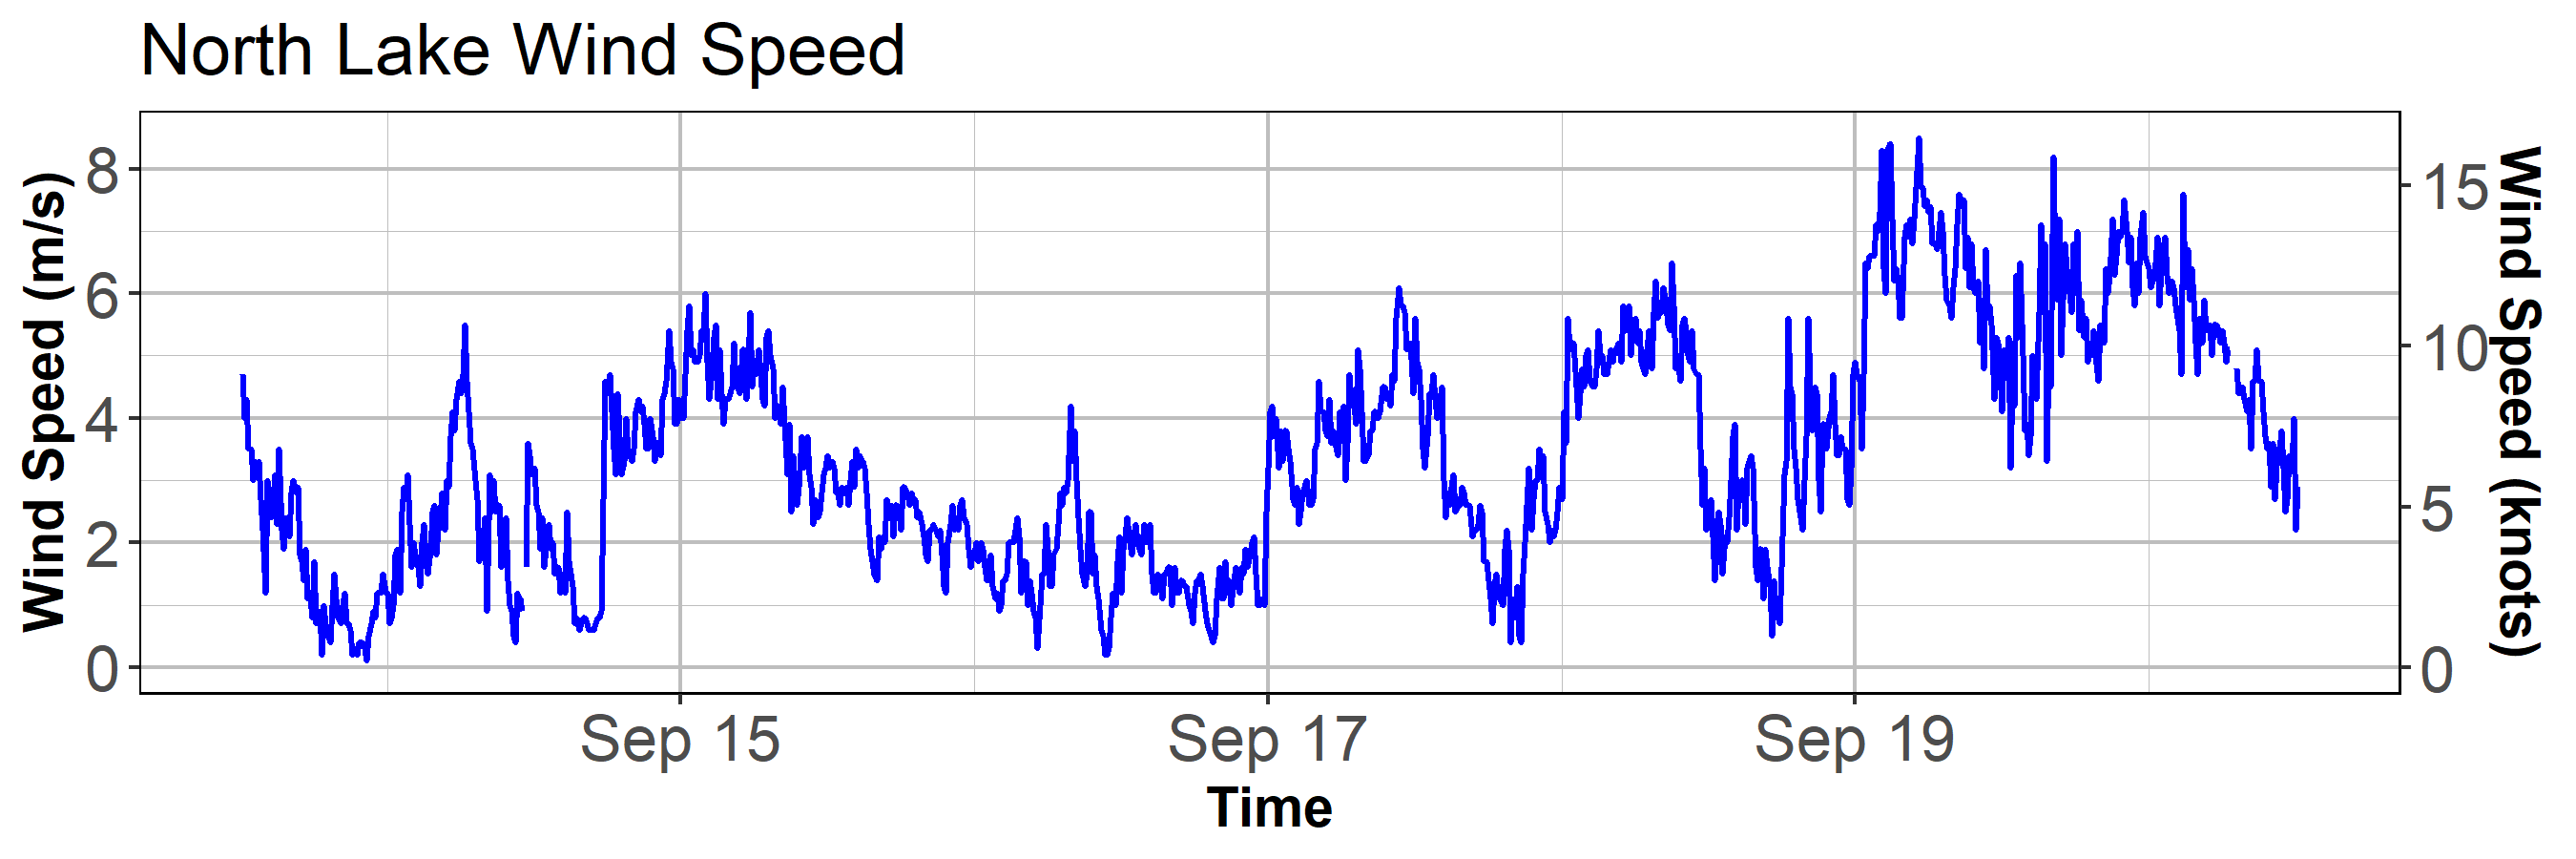 North Lake Wind Speed
Wind Speed (m/s)
8
6
4
2
0
15
10
5
0
Wind Speed (knots)
Sep 15
Sep 17
Sep 19
Time